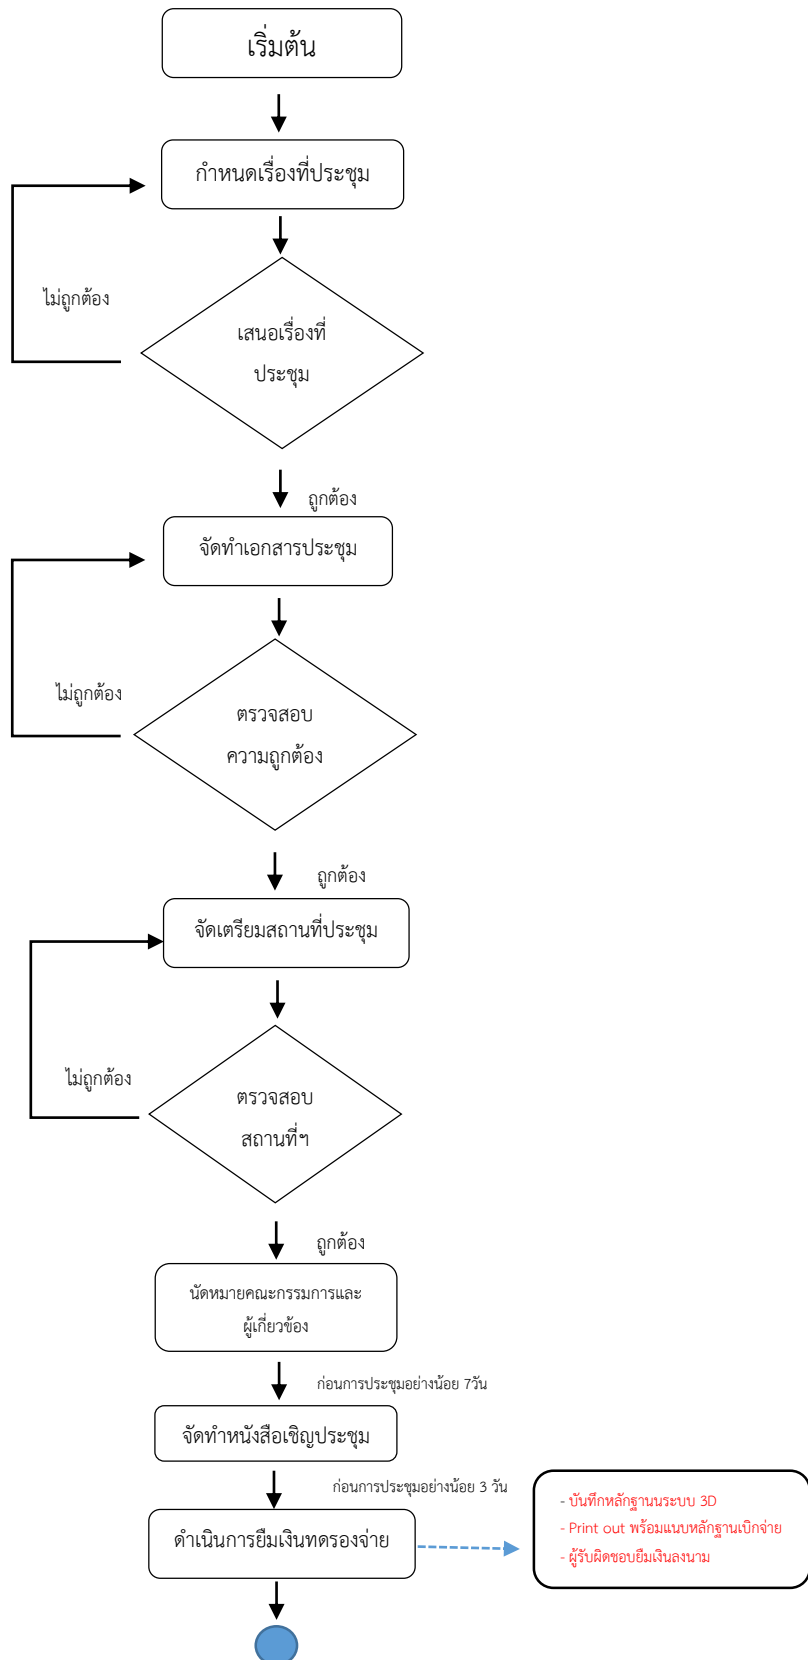 เริ่มต้น
กำหนดเรื่องที่ประชุม
ไม่ถูกต้อง
เสนอเรื่องที่
ประชุม
ถูกต้อง
จัดทำเอกสารประชุม
ไม่ถูกต้อง
ตรวจสอบ
ความถูกต้อง
ถูกต้อง
จัดเตรียมสถานที่ประชุม
ไม่ถูกต้อง
ตรวจสอบ
สถานที่ฯ
ถูกต้อง
นัดหมายคณะกรรมการและ
ผู้เกี่ยวข้อง
ก่อนการประชุมอย่างน้อย 7วัน
จัดทำหนังสือเชิญประชุม
ก่อนการประชุมอย่างน้อย 3 วัน
ดำเนินการยืมเงินทดรองจ่าย
- บันทึกหลักฐานนระบบ 3D
- Print out พร้อมแนบหลักฐานเบิกจ่าย
- ผู้รับผิดชอบยืมเงินลงนาม